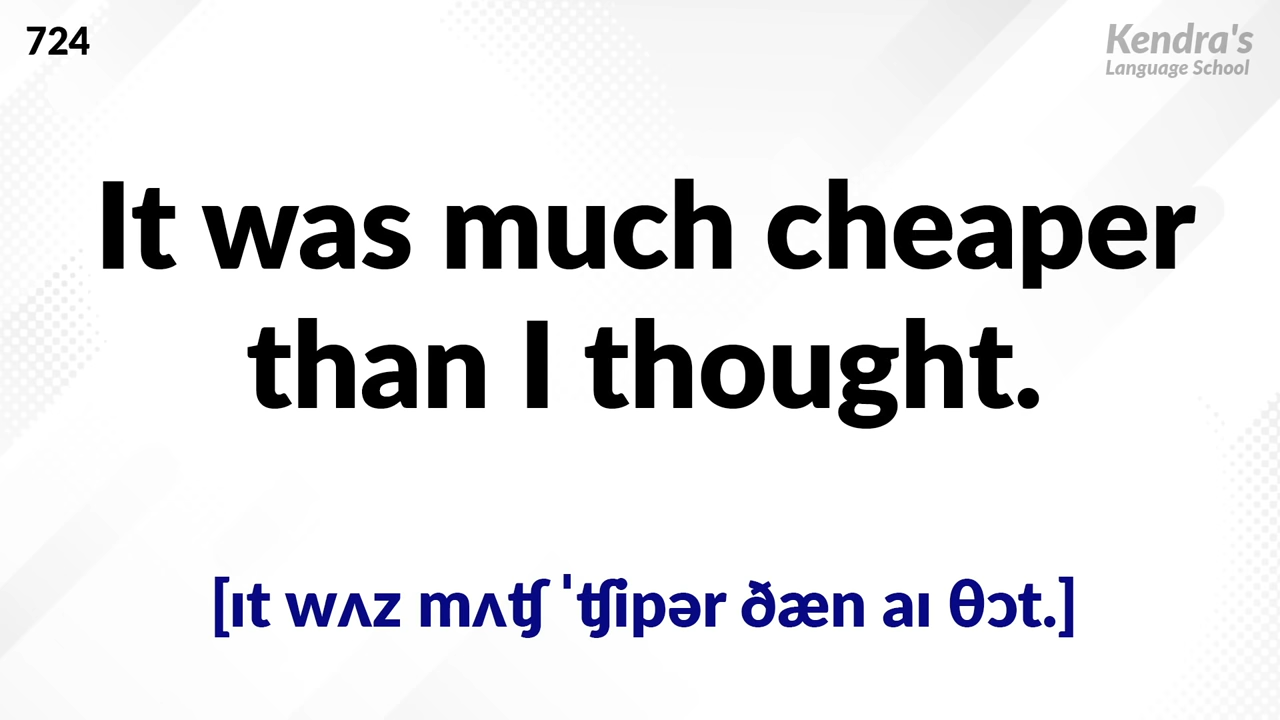 724
Kendra's
Language School
It was much cheaper
than I thought.
[ɪt wʌz mʌʧ ˈʧipər ðæn aɪ θɔt.]